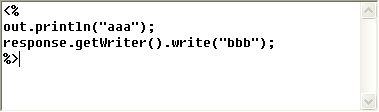 <%
out.println("aaa");
response.getWriter().write("bbb");
%>